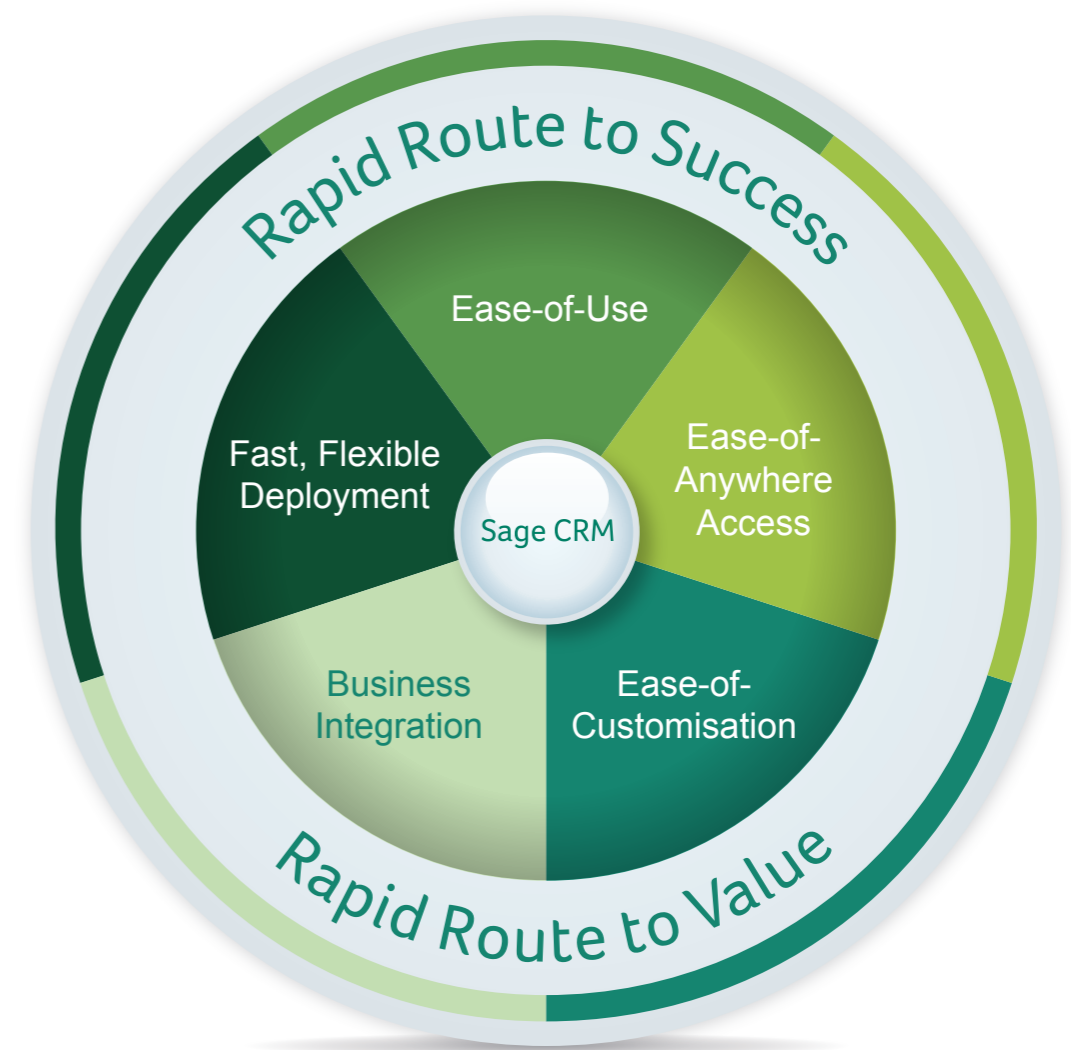 Rapid Route to Success
Ease-of-Use
Ease-of-
Anywhere
Access
Fast, Flexible
Deployment
Sage CRM
Business
Integration
Ease-of-
Customisation
Rapid Route to Value